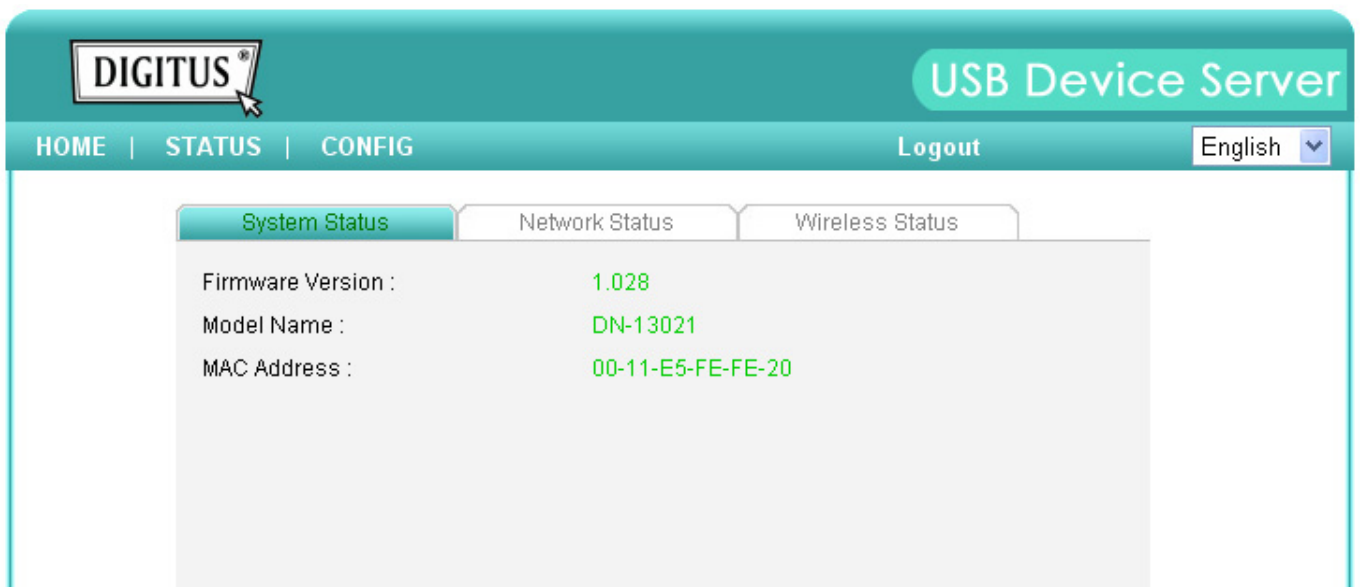 DIGITUS®
USB Device Server
HOME | STATUS | CONFIG Logout English
System Status Network Status Wireless Status
Firmware Version : 1.028
Model Name : DN-13021
MAC Address : 00-11-E5-FE-FE-20